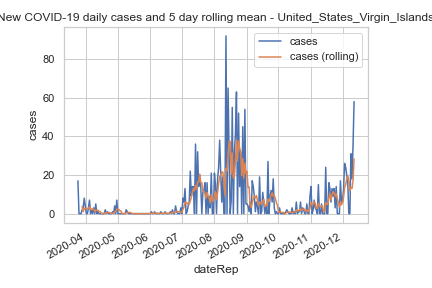 New COVID-19 daily cases and 5 day rolling mean - United_States_Virgin_Islands
cases
cases (rolling)
80
60
40
20
0
cases
2020-04
2020-05
2020-06
2020-07
2020-08
2020-09
2020-10
2020-11
2020-12
dateRep